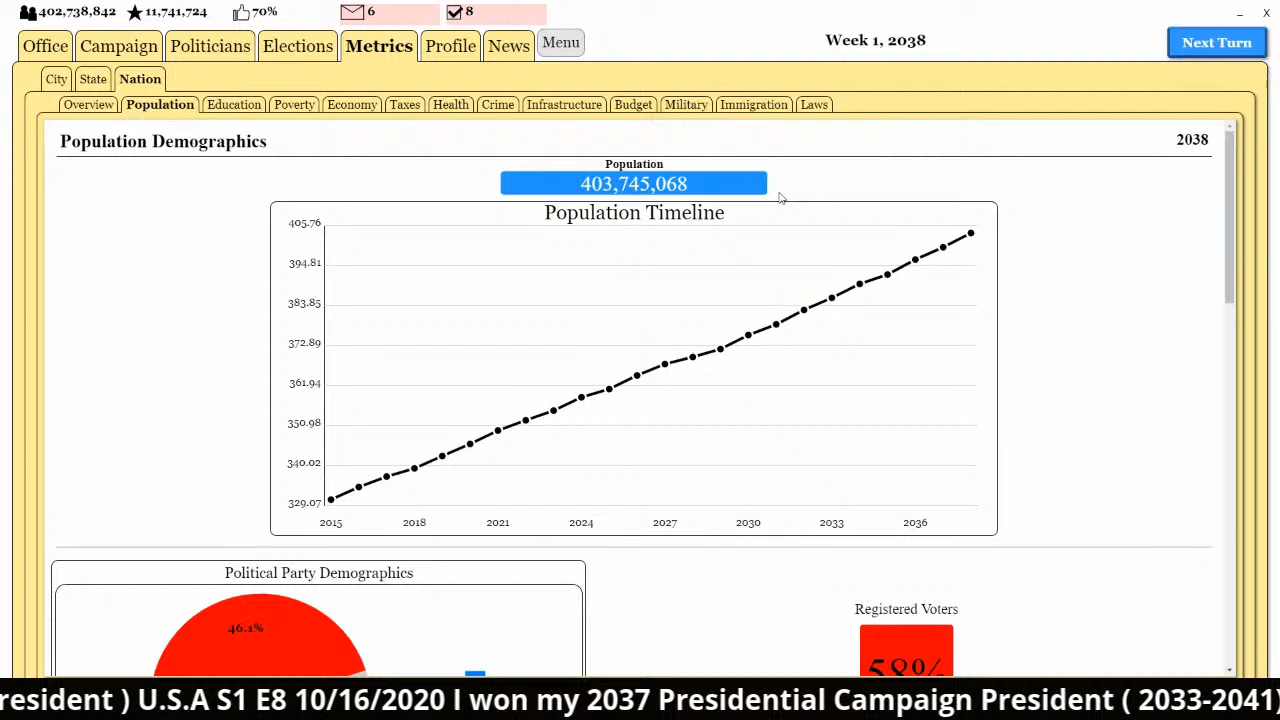 402,738,842 11,741,724 70% 6 8 _ X
Office Campaign Politicians Elections Metrics Profile News Menu Week 1, 2038 Next Turn
City State Nation
Overview Population Education Poverty Economy Taxes Health Crime Infrastructure Budget Military Immigration Laws
Population Demographics 2038
Population
403,745,068
Population Timeline
405.76
394.81
383.85
372.89
361.94
350.98
340.02
329.07
2015 2018 2021 2024 2027 2030 2033 2036
Political Party Demographics
Registered Voters
46.1%
58%
resident ) U.S.A S1 E8 10/16/2020 I won my 2037 Presidential Campaign President ( 2033-2041)